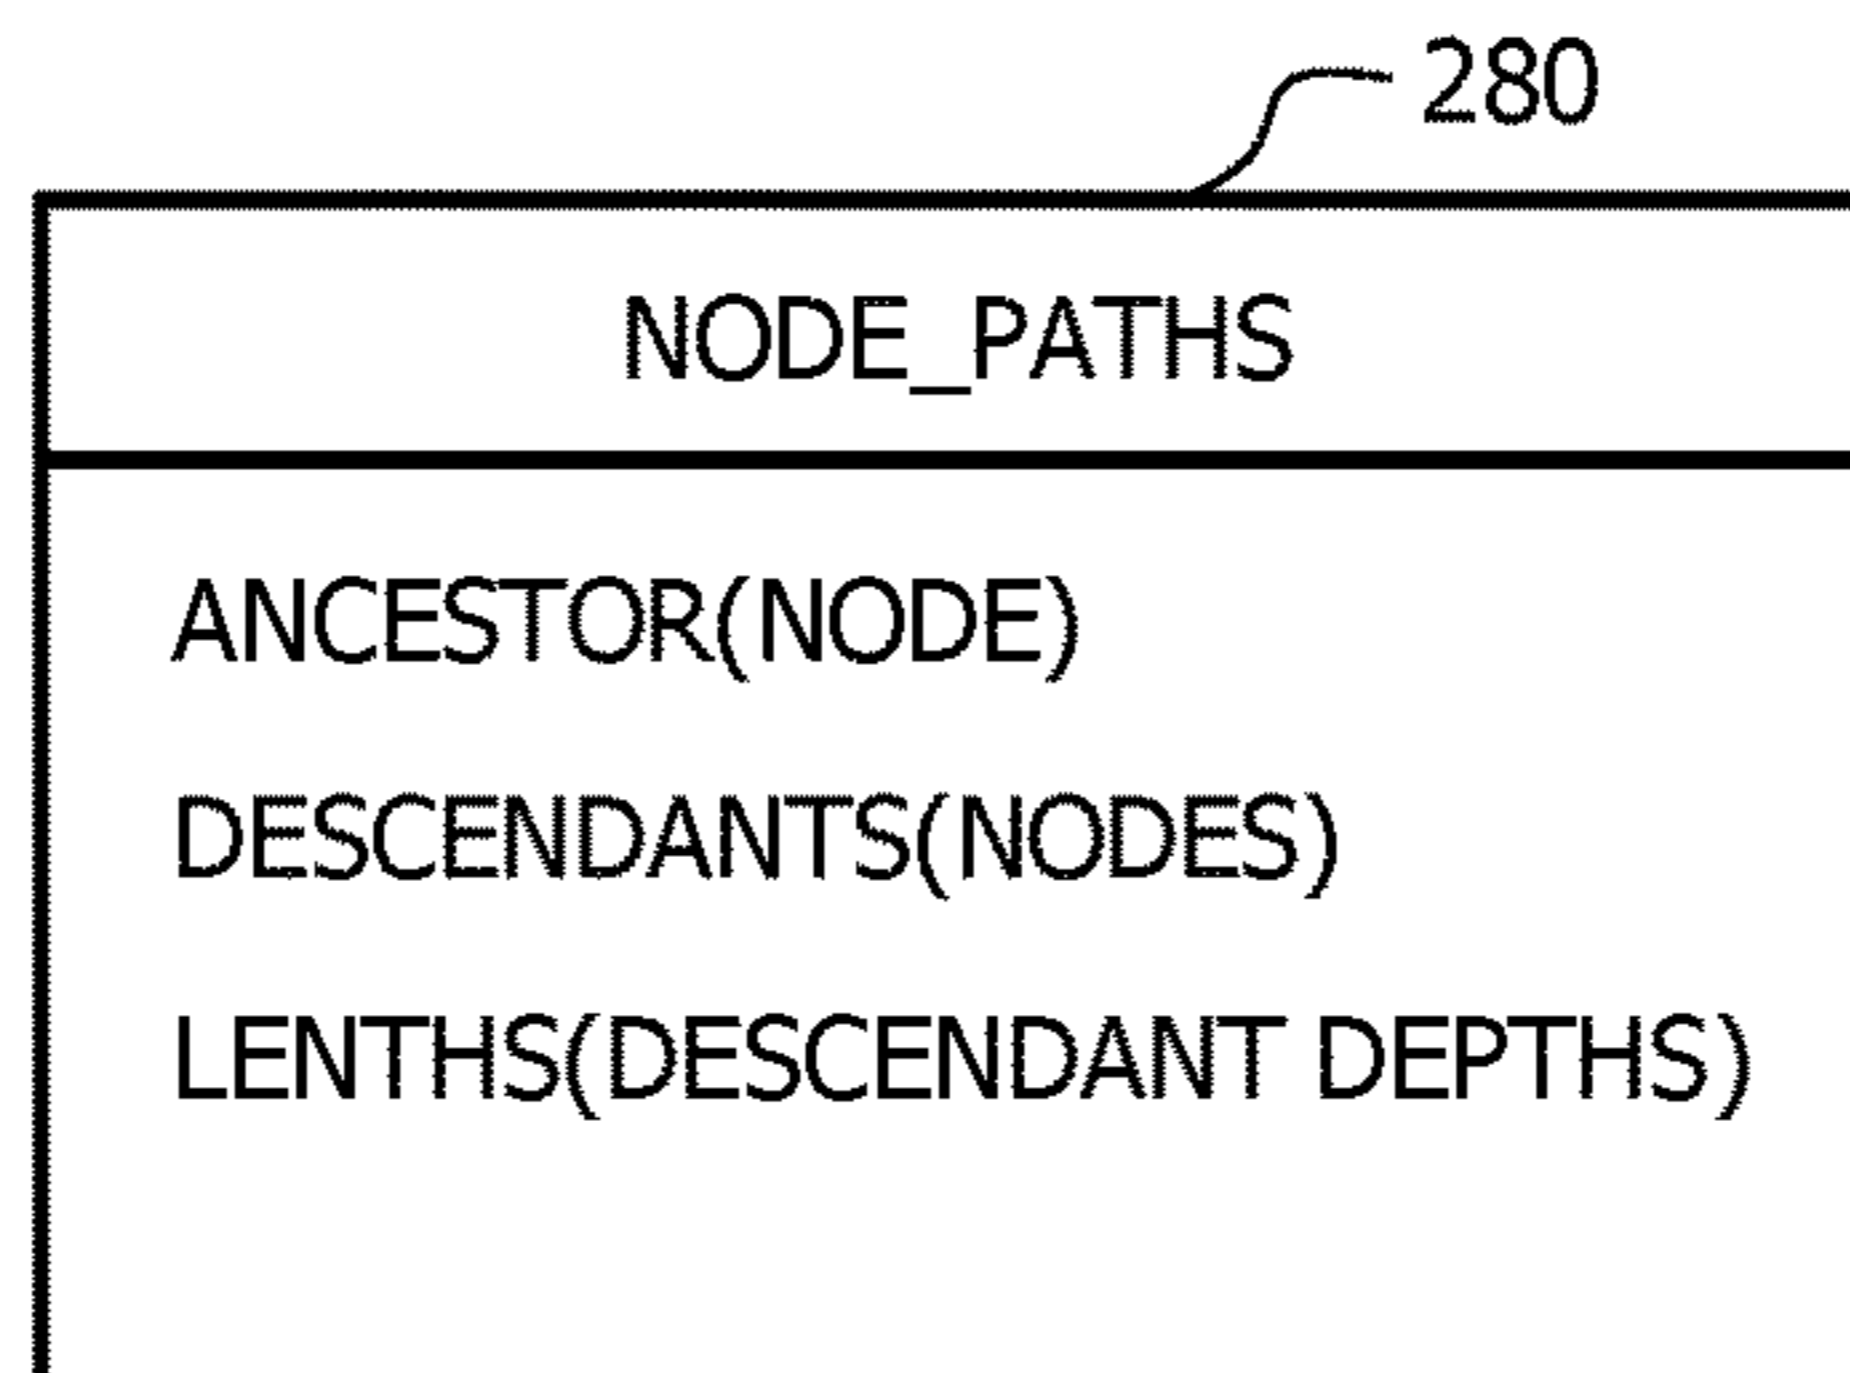 280
NODE_PATHS
ANCESTOR(NODE)
DESCENDANTS(NODES)
LENTHS(DESCENDANT DEPTHS)